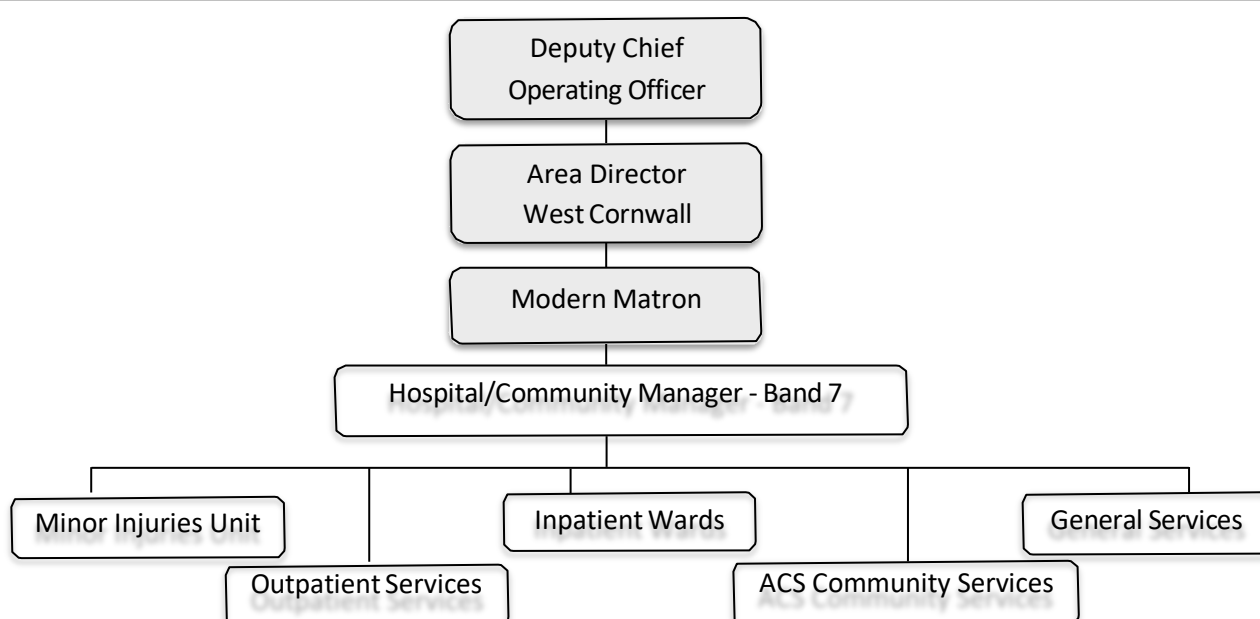 Deputy Chief
Operating Officer
Area Director
West Cornwall
Modern Matron
Hospital/Community Manager - Band 7
Minor Injuries Unit
Inpatient Wards
General Services
Outpatient Services
ACS Community Services